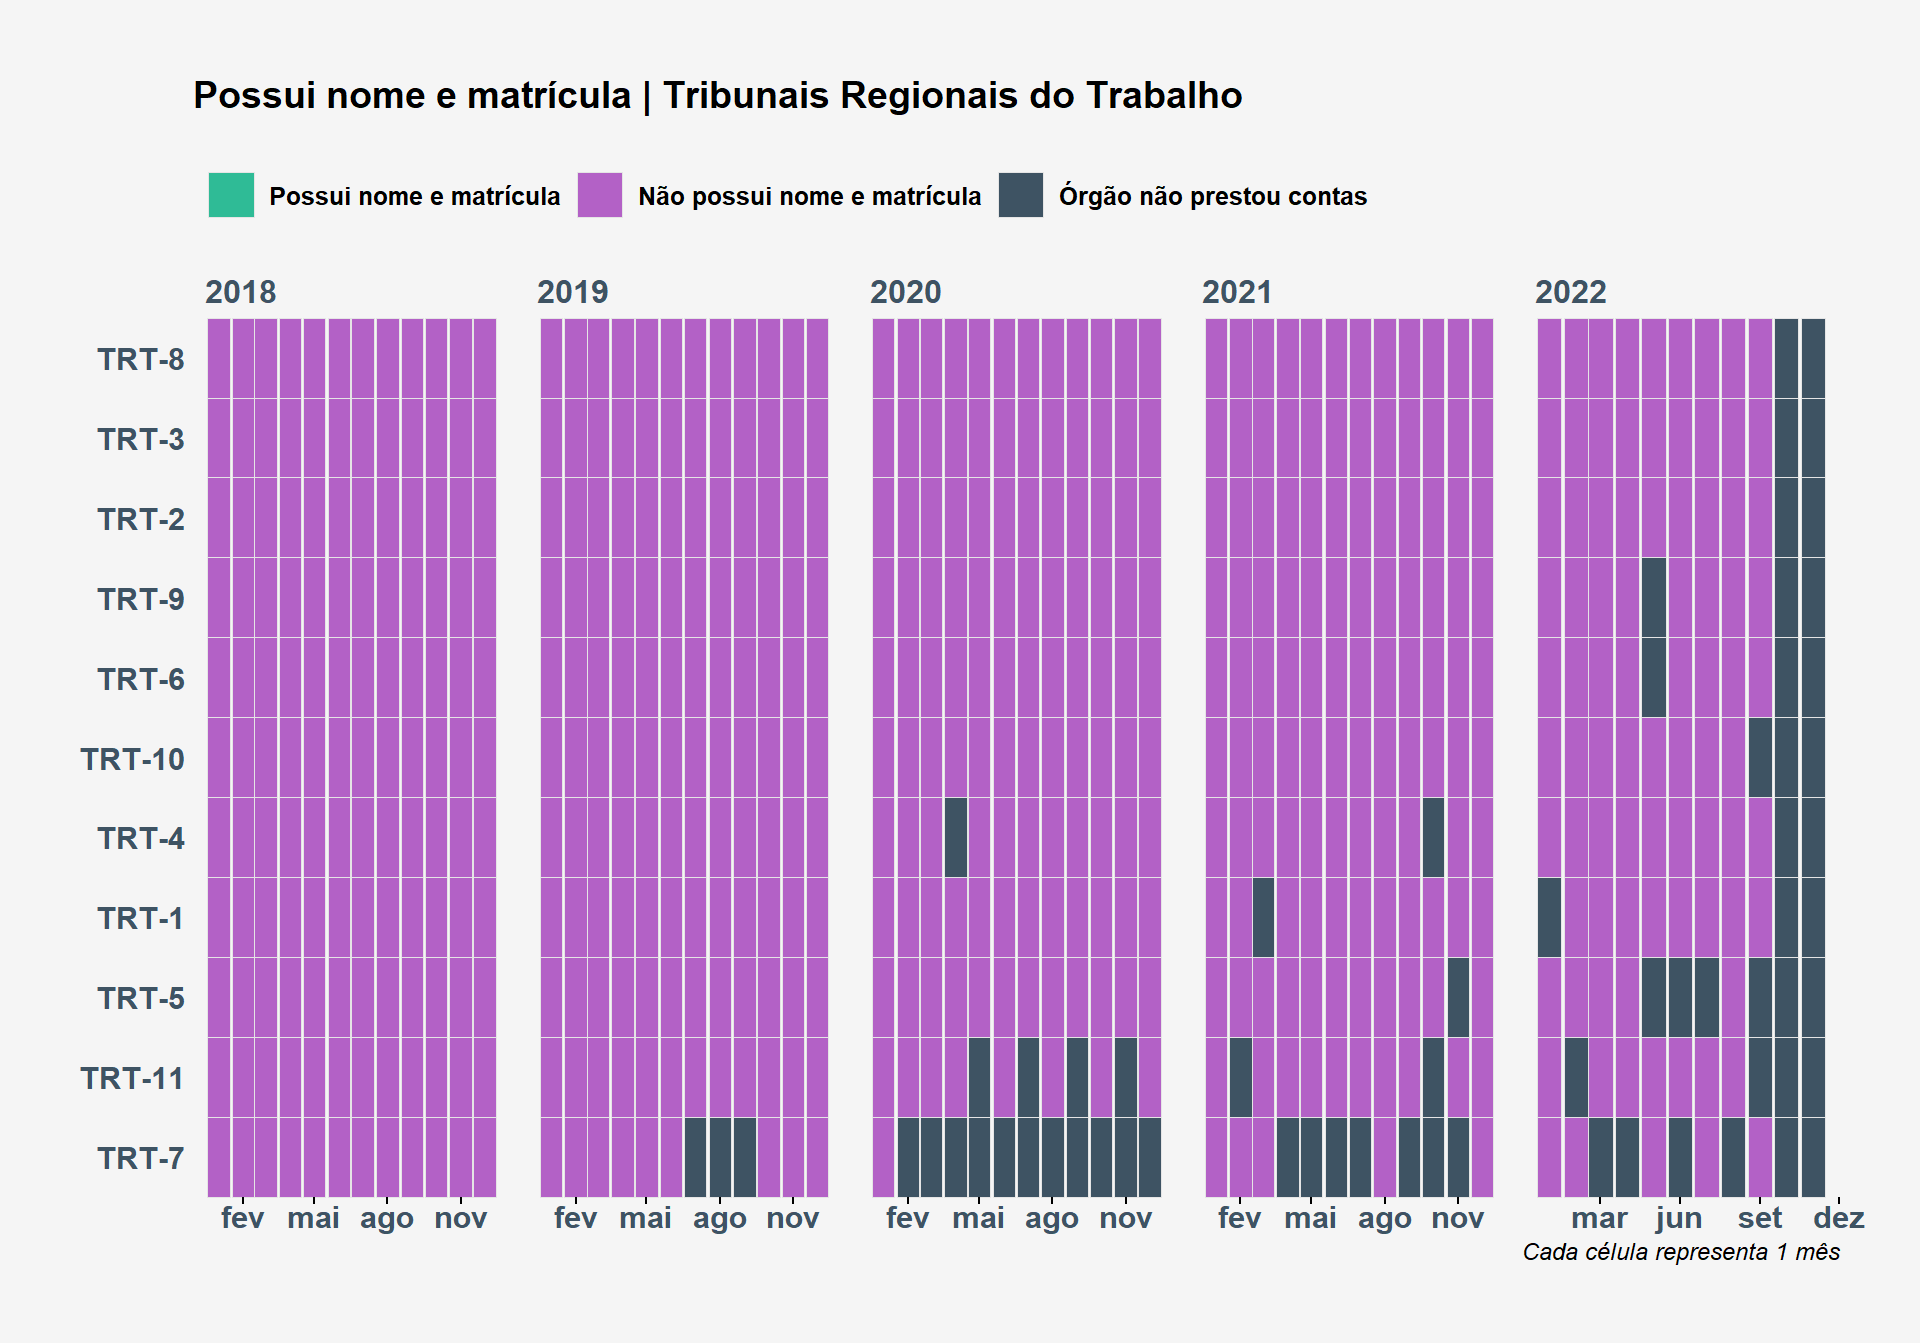 Possui nome e matrícula | Tribunais Regionais do Trabalho
Possui nome e matrícula
Não possui nome e matrícula
Órgão não prestou contas
2018
2019
2020
2021
2022
TRT-8
TRT-3
TRT-2
TRT-9
TRT-6
TRT-10
TRT-4
TRT-1
TRT-5
TRT-11
TRT-7
fev mai ago nov
fev mai ago nov
fev mai ago nov
fev mai ago nov
mar jun set dez
Cada célula representa 1 mês